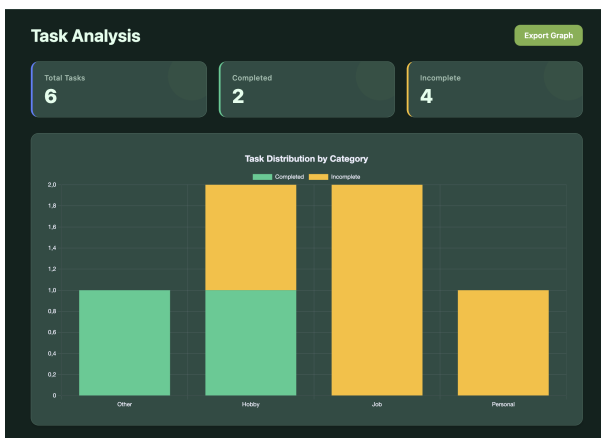 Task Analysis
Export Graph
Total Tasks
6
Completed
2
Incomplete
4
Task Distribution by Category
Completed Incomplete
2,0
1,8
1,6
1,4
1,2
1,0
0,8
0,6
0,4
0,2
0
Other Hobby Job Personal